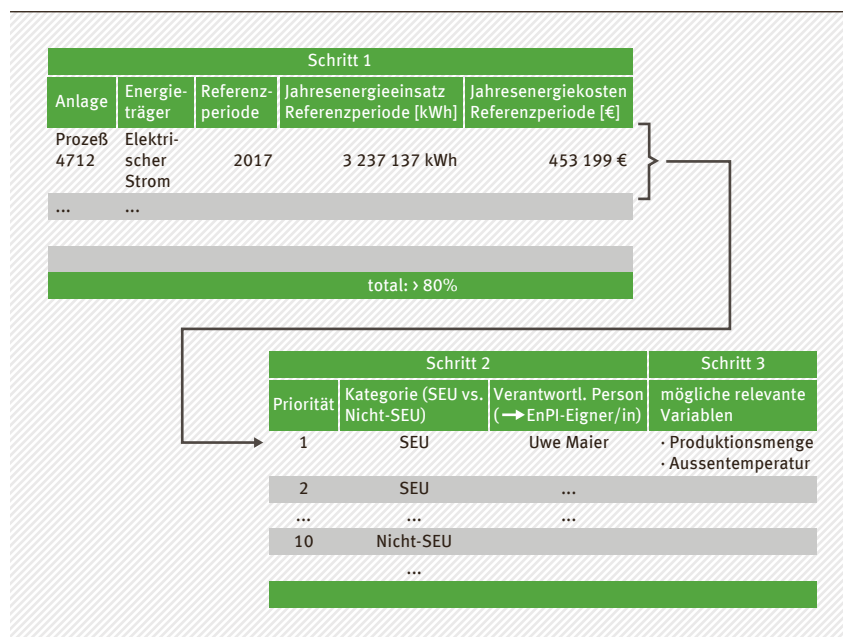 Schritt 1
Anlage
Energie-
träger
Referenz-
periode
Jahresenergieeinsatz
Referenzperiode [kWh]
Jahresenergiekosten
Referenzperiode [€]
Prozeß
4712
Elektri-
scher
Strom
2017
3 237 137 kWh
453 199 €
...
...
total: > 80%
Schritt 2
Schritt 3
Priorität
Kategorie (SEU vs.
Nicht-SEU)
Verantwortl. Person
(→EnPI-Eigner/in)
mögliche relevante
Variablen
1
SEU
Uwe Maier
· Produktionsmenge
· Aussentemperatur
2
SEU
...
...
...
...
10
Nicht-SEU
...